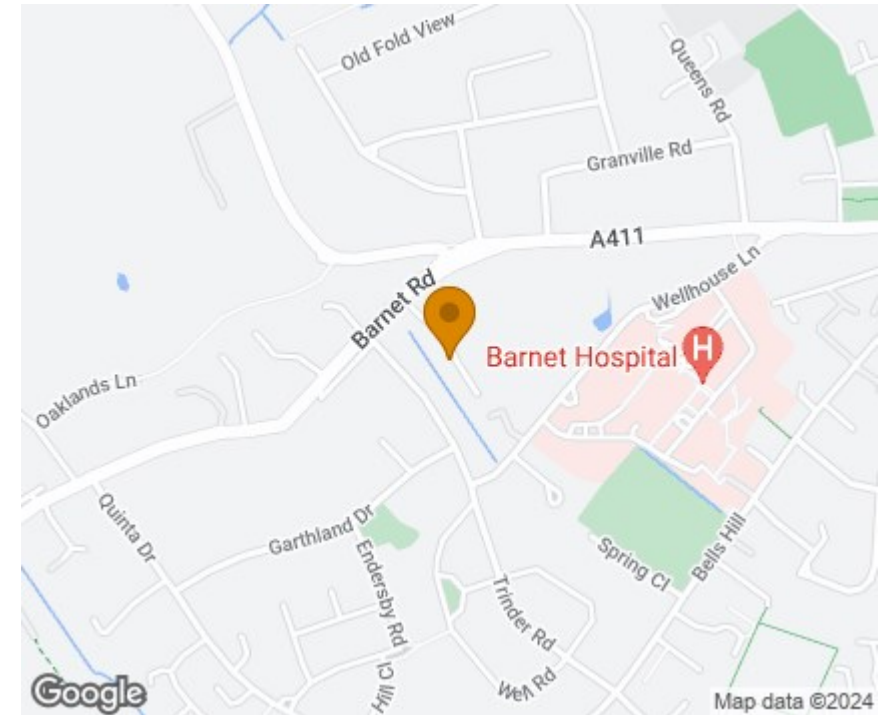 Old Fold View
Queens Rd
Granville Rd
A411
Wellhouse Ln
Barnet Rd
Barnet Hospital
H
Oaklands Ln
Quinta Dr
Garthland Dr
Endersby Rd
Spring Cl
Bells Hill
Trinder Rd
Hill Cl
Well Rd
Google
Map data ©2024